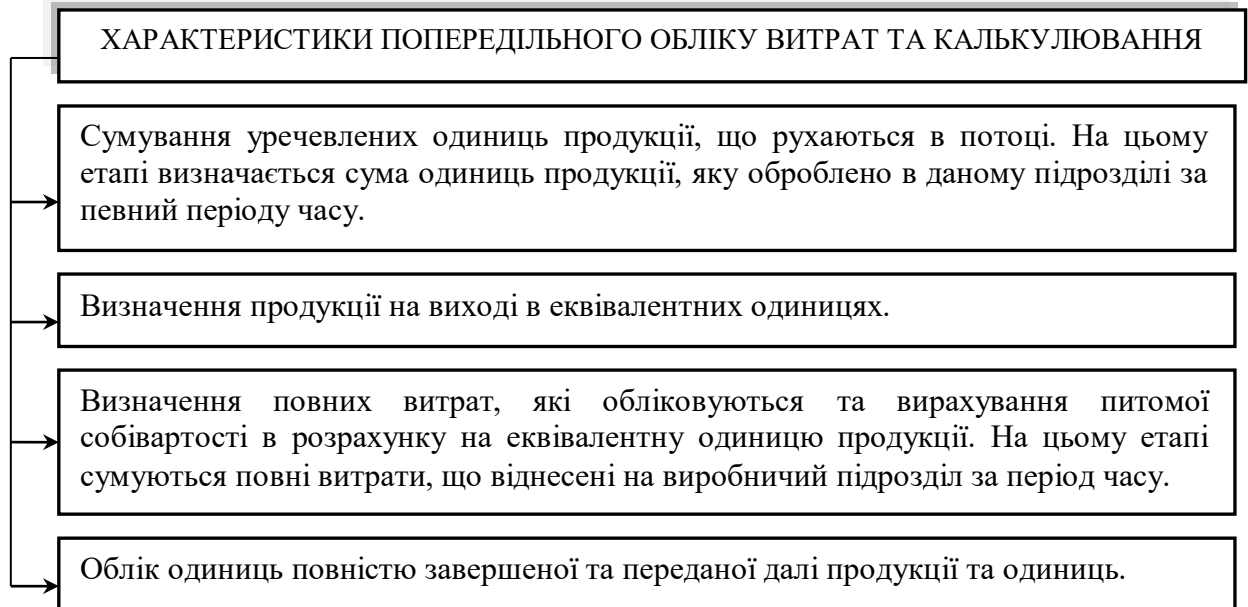 ХАРАКТЕРИСТИКИ ПОПЕРЕДІЛЬНОГО ОБЛІКУ ВИТРАТ ТА КАЛЬКУЛЮВАННЯ
Сумування уречевлених одиниць продукції, що рухаються в потоці. На цьому
етапі визначається сума одиниць продукції, яку оброблено в даному підрозділі за
певний періоду часу.
Визначення продукції на виході в еквівалентних одиницях.
Визначення повних витрат, які обліковуються та вирахування питомої
собівартості в розрахунку на еквівалентну одиницю продукції. На цьому етапі
сумуються повні витрати, що віднесені на виробничий підрозділ за період часу.
Облік одиниць повністю завершеної та переданої далі продукції та одиниць.